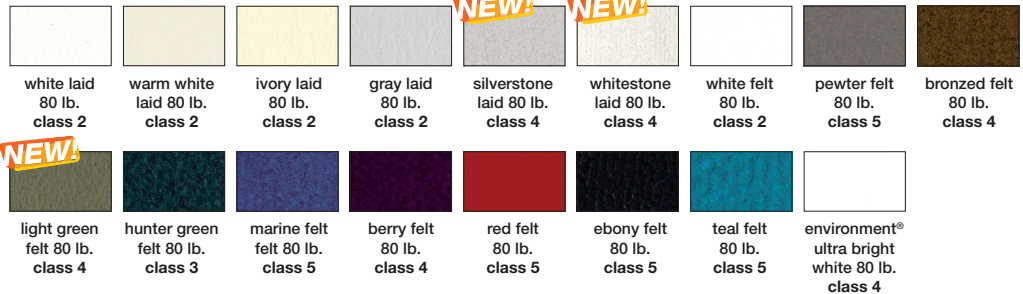 NEW!
NEW!
white laid
80 lb.
class 2
warm white
laid 80 lb.
class 2
ivory laid
80 lb.
class 2
gray laid
80 lb.
class 2
silverstone
laid 80 lb.
class 4
whitestone
laid 80 lb.
class 4
white felt
80 lb.
class 2
pewter felt
80 lb.
class 5
bronzed felt
80 lb.
class 4
NEW!
light green
felt 80 lb.
class 4
hunter green
felt 80 lb.
class 3
marine felt
felt 80 lb.
class 5
berry felt
80 lb.
class 4
red felt
80 lb.
class 5
ebony felt
80 lb.
class 5
teal felt
80 lb.
class 5
environment®
ultra bright
white 80 lb.
class 4